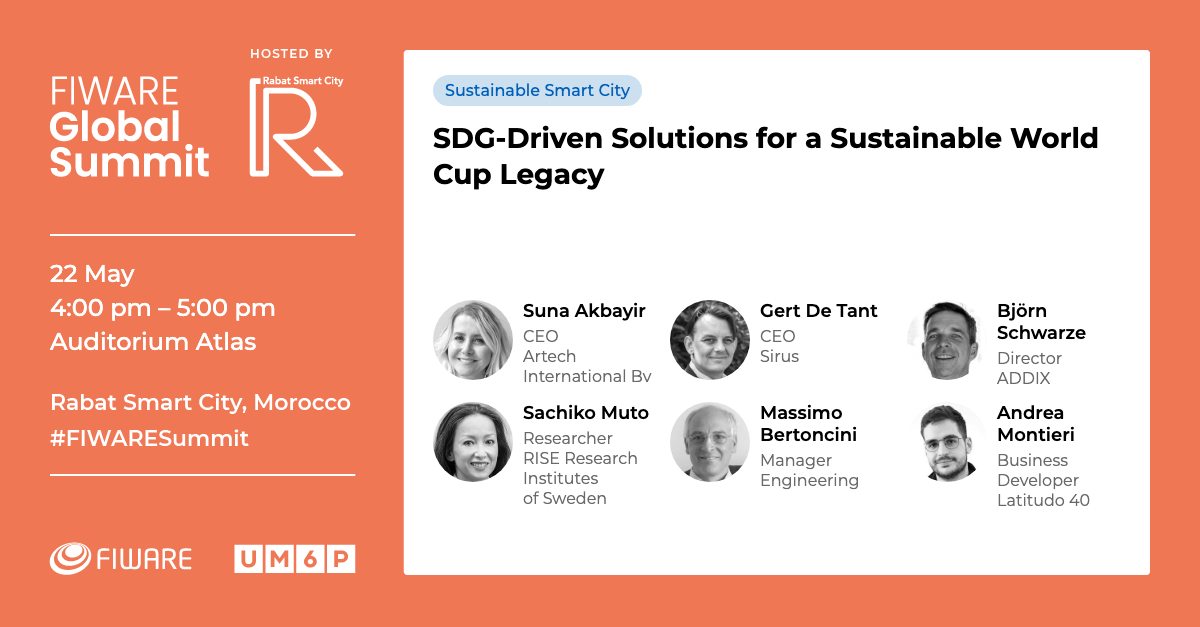 HOSTED BY
Rabat Smart City
R
FIWARE
Global
Summit
22 May
4:00 pm – 5:00 pm
Auditorium Atlas
Rabat Smart City, Morocco
#FIWARESummit
FIWARE
UM6P
Sustainable Smart City
SDG-Driven Solutions for a Sustainable World
Cup Legacy
Suna Akbayir
CEO
Artech
International Bv
Gert De Tant
CEO
Sirus
Björn
Schwarze
Director
ADDIX
Sachiko Muto
Researcher
RISE Research
Institutes
of Sweden
Massimo
Bertoncini
Manager
Engineering
Andrea
Montieri
Business
Developer
Latitudo 40